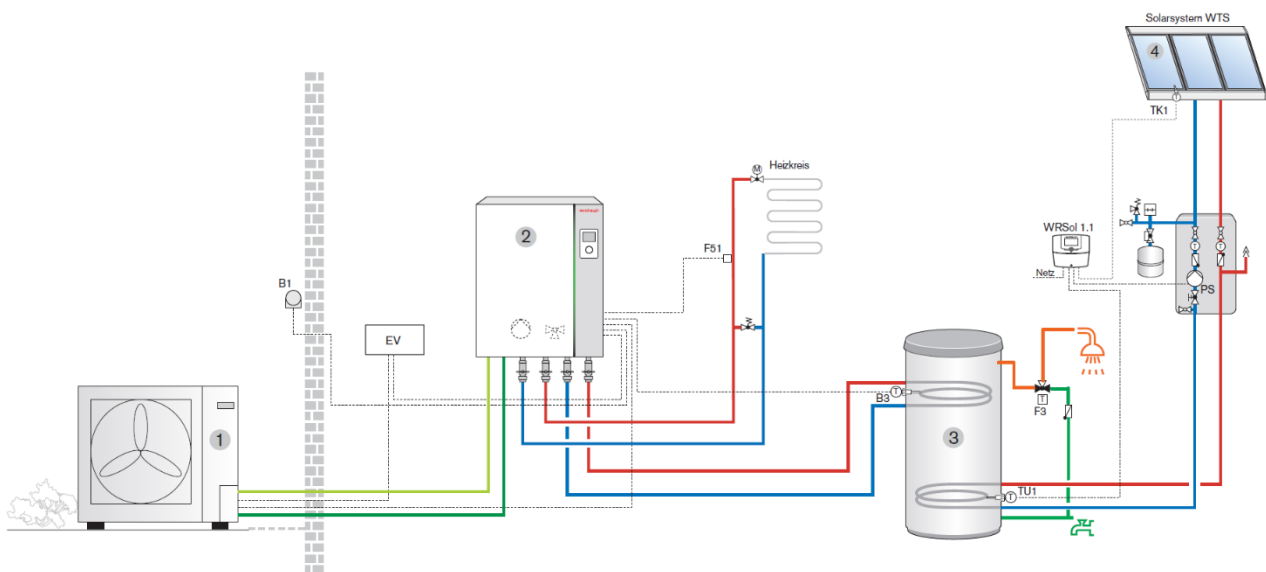 Solarsystem WTS
4
TK1
Heizkreis
M
2
F51
WRSol 1.1
T
T
Netz
PS
B1
EV
T
B3
T
F3
1
3
T
TU1